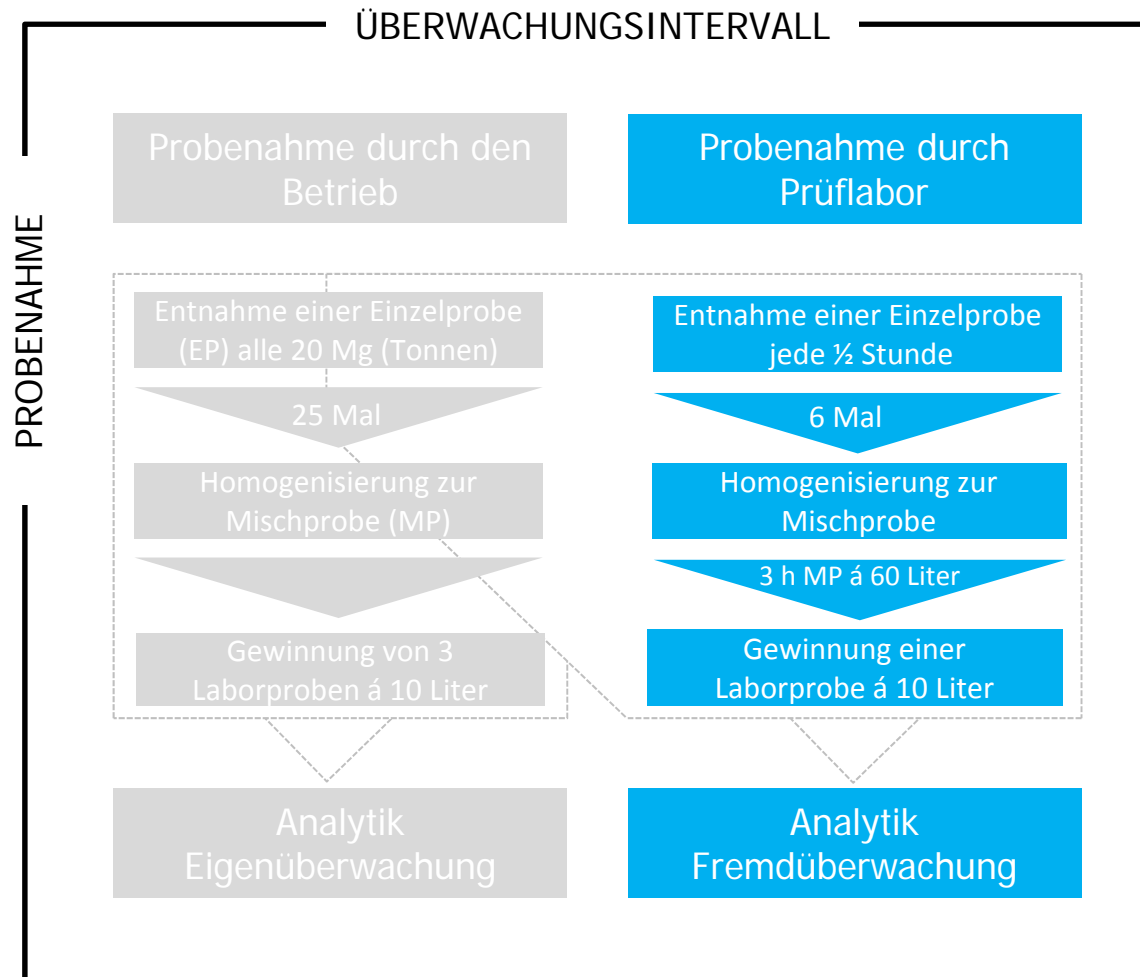 ÜBERWACHUNGSINTERVALL
PROBENAHME
Probenahme durch den
Betrieb
Entnahme einer Einzelprobe
(EP) alle 20 Mg (Tonnen)
25 Mal
Homogenisierung zur
Mischprobe (MP)
Gewinnung von 3
Laborproben á 10 Liter
Analytik
Eigenüberwachung
Probenahme durch
Prüflabor
Entnahme einer Einzelprobe
jede ½ Stunde
6 Mal
Homogenisierung zur
Mischprobe
3 h MP á 60 Liter
Gewinnung einer
Laborprobe á 10 Liter
Analytik
Fremdüberwachung